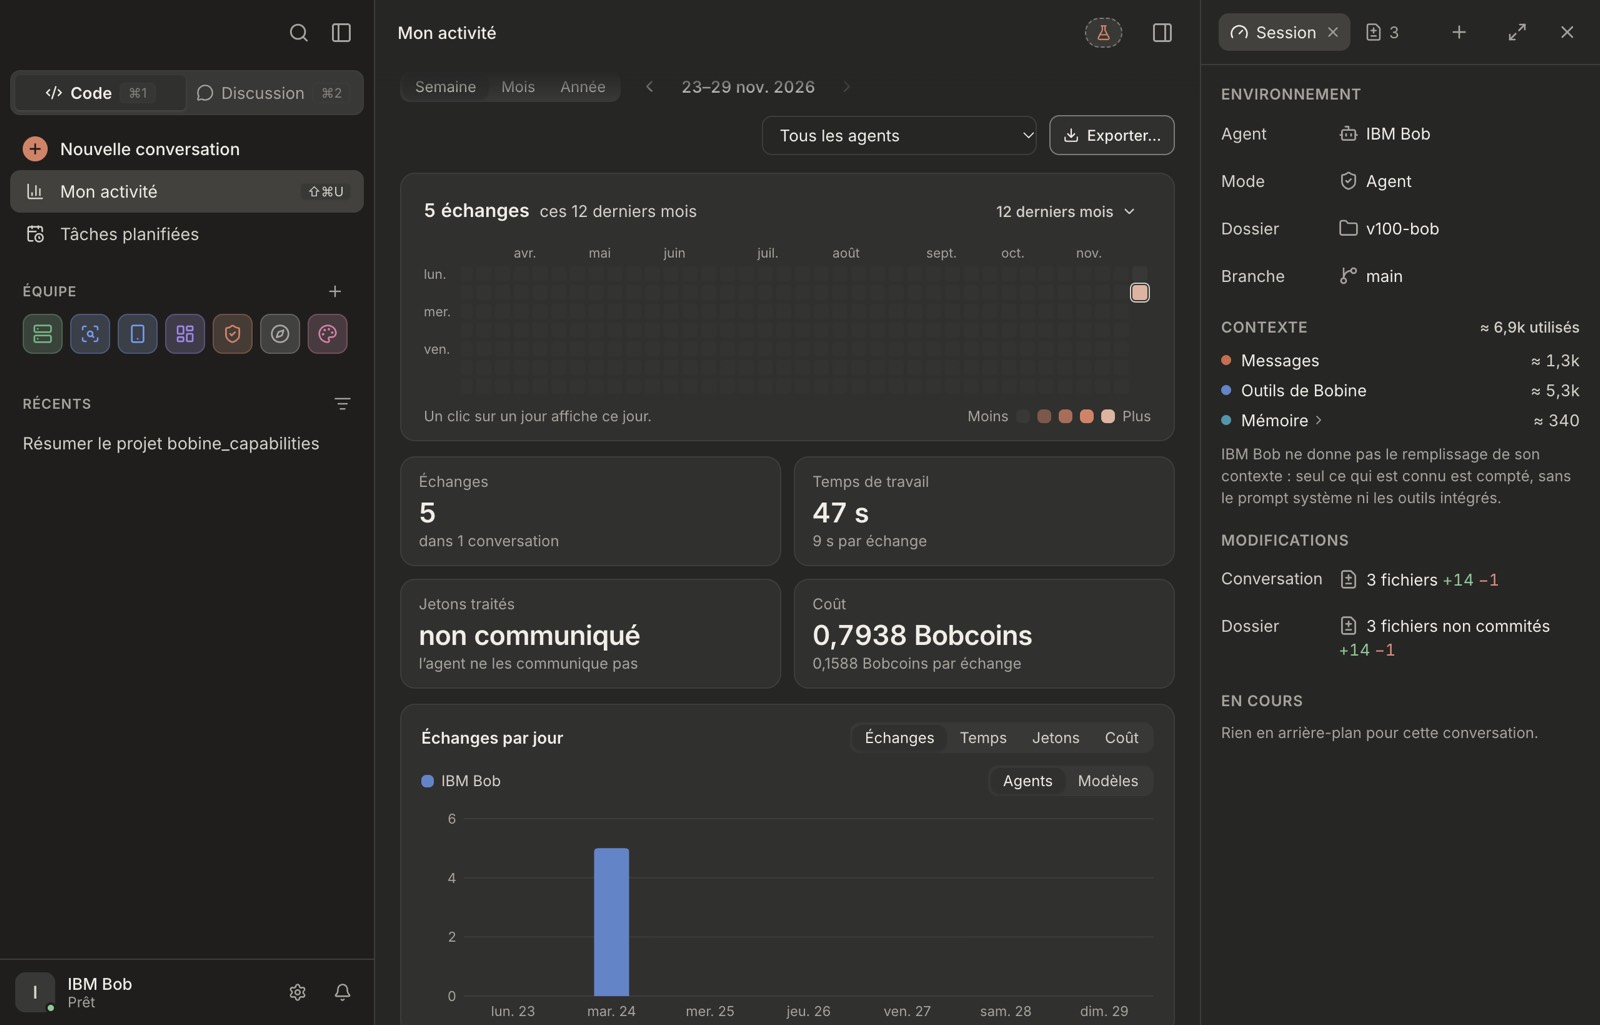 Code ⌘1
Discussion ⌘2
Nouvelle conversation
Mon activité ⇧⌘U
Tâches planifiées
ÉQUIPE
RÉCENTS
Résumer le projet bobine_capabilities
I
IBM Bob
Prêt
Mon activité
Semaine Mois Année
23–29 nov. 2026
Tous les agents
Exporter...
5 échanges ces 12 derniers mois
12 derniers mois
avr. mai juin juil. août sept. oct. nov.
lun.
mer.
ven.
Un clic sur un jour affiche ce jour.
Moins Plus
Échanges
5
dans 1 conversation
Temps de travail
47 s
9 s par échange
Jetons traités
non communiqué
l’agent ne les communique pas
Coût
0,7938 Bobcoins
0,1588 Bobcoins par échange
Échanges par jour
Échanges Temps Jetons Coût
IBM Bob
Agents Modèles
6
4
2
0
lun. 23 mar. 24 mer. 25 jeu. 26 ven. 27 sam. 28 dim. 29
Session
3
ENVIRONNEMENT
Agent IBM Bob
Mode Agent
Dossier v100-bob
Branche main
CONTEXTE ≈ 6,9k utilisés
Messages ≈ 1,3k
Outils de Bobine ≈ 5,3k
Mémoire ≈ 340
IBM Bob ne donne pas le remplissage de son
contexte : seul ce qui est connu est compté, sans
le prompt système ni les outils intégrés.
MODIFICATIONS
Conversation 3 fichiers +14 −1
Dossier 3 fichiers non commités
+14 −1
EN COURS
Rien en arrière-plan pour cette conversation.